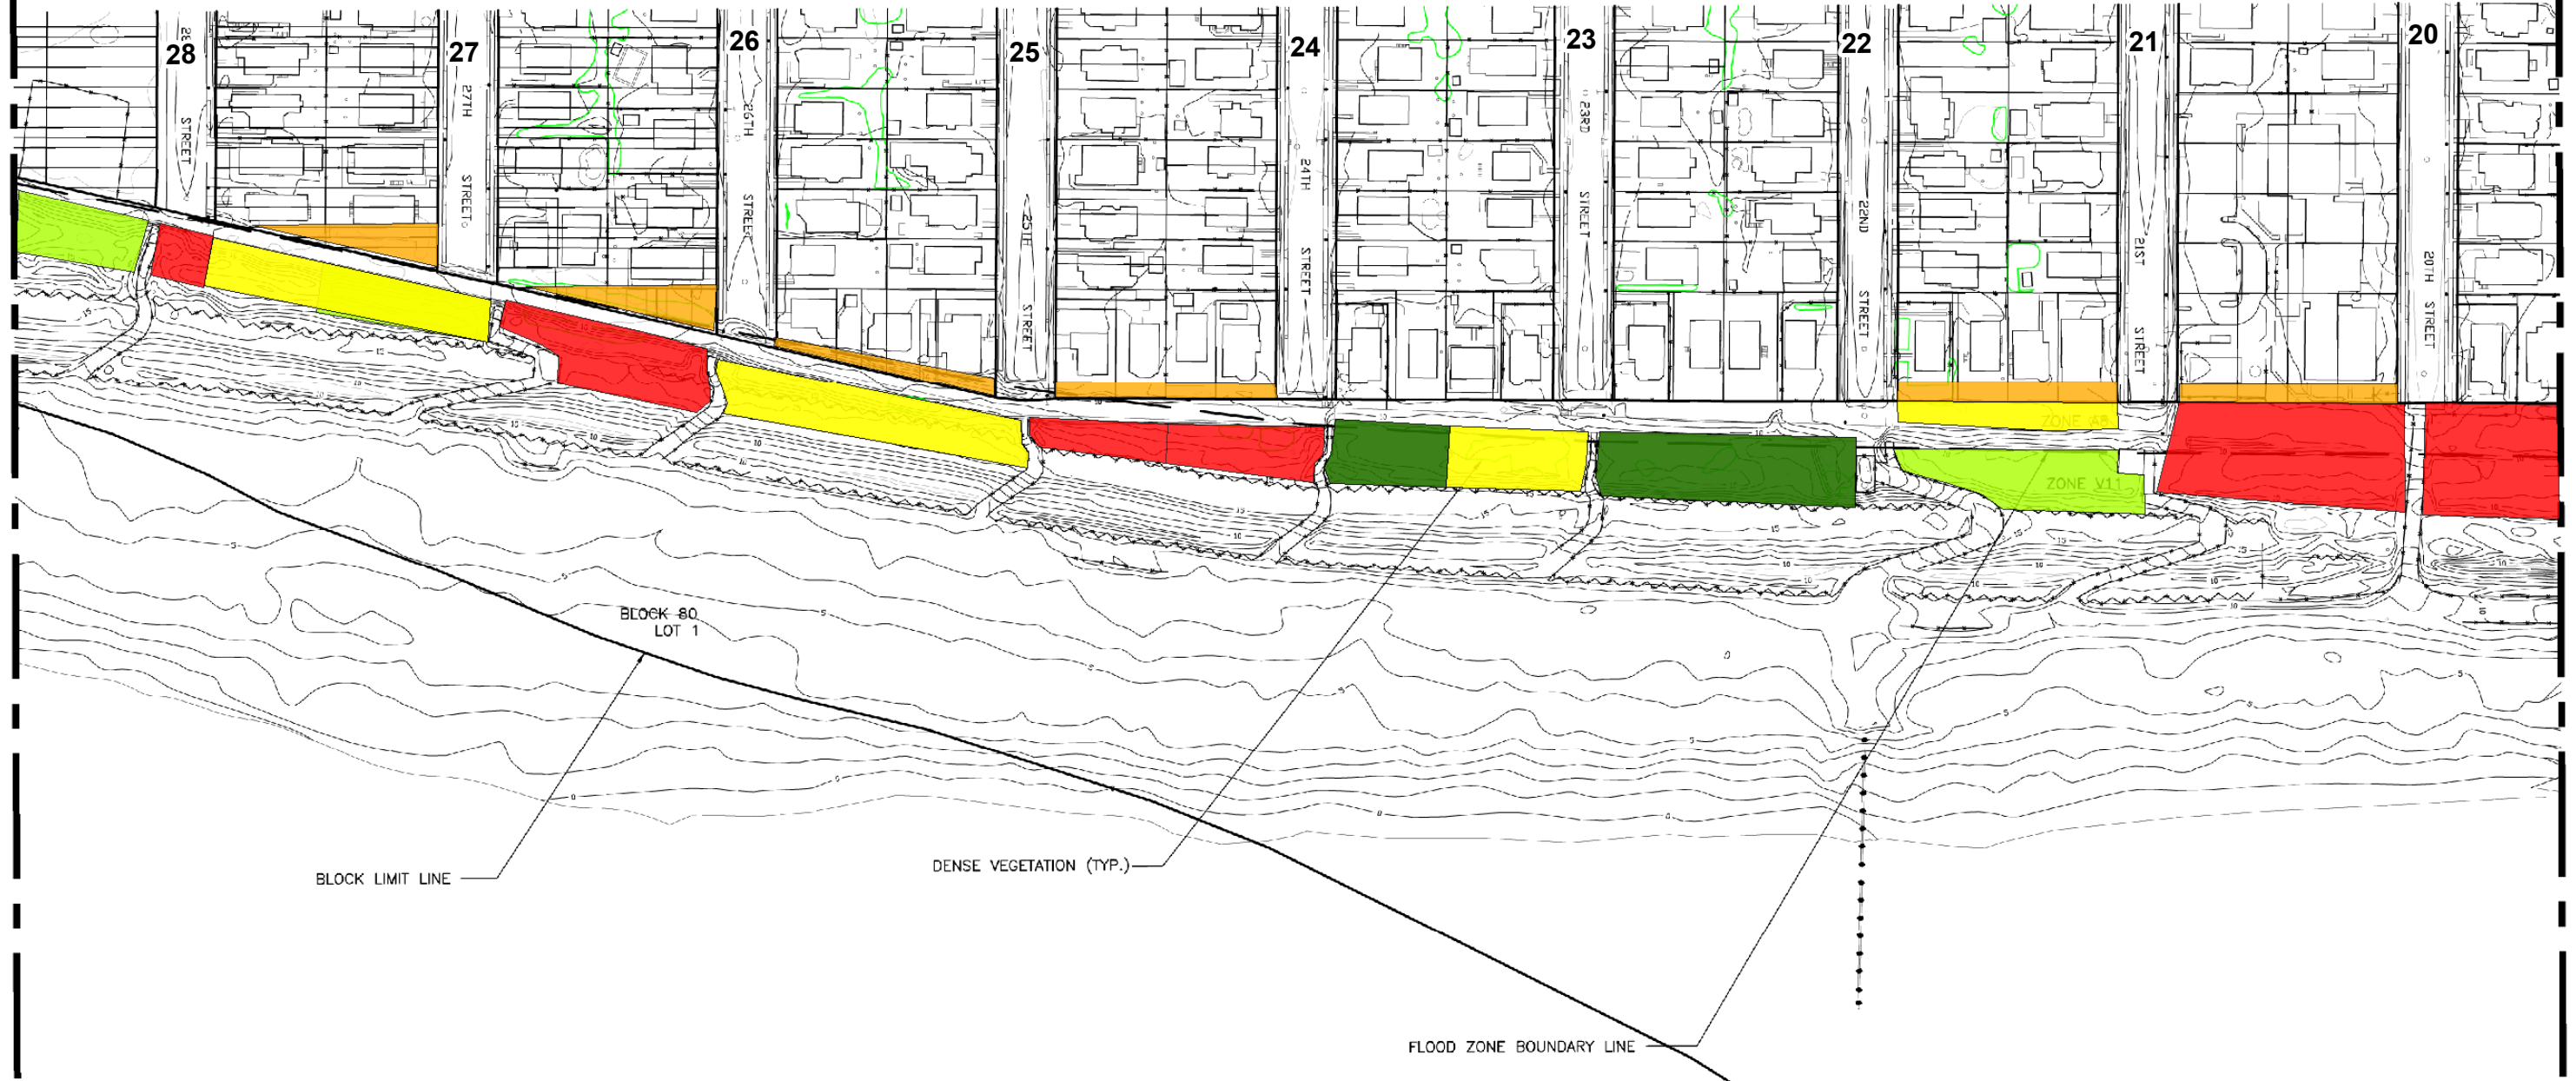 28
27
26
25
24
23
22
21
20
STREET
27TH
STREET
26TH
STREET
25TH
STREET
24TH
STREET
23RD
STREET
22ND
STREET
21ST
STREET
20TH
STREET
ZONE A8
ZONE V11
BLOCK 80
LOT 1
BLOCK LIMIT LINE
DENSE VEGETATION (TYP.)
FLOOD ZONE BOUNDARY LINE